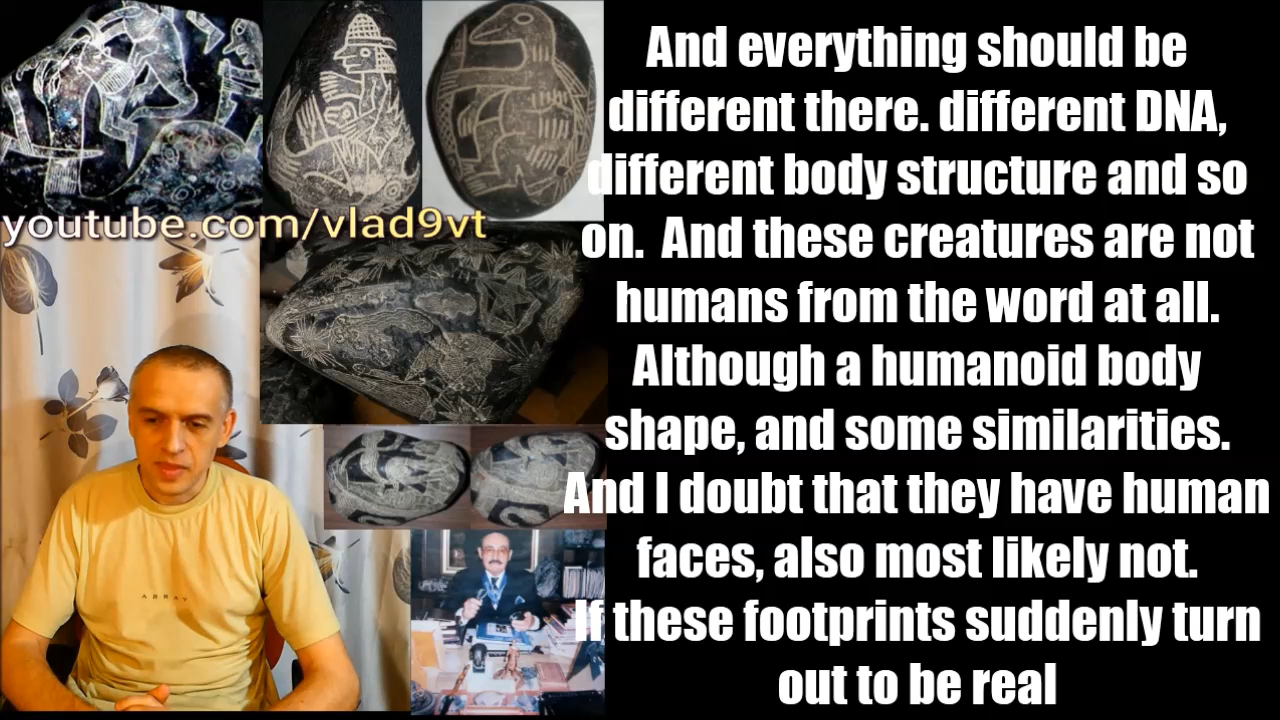 And everything should be
different there. different DNA,
different body structure and so
on. And these creatures are not
humans from the word at all.
Although a humanoid body
shape, and some similarities.
And I doubt that they have human
faces, also most likely not.
If these footprints suddenly turn
out to be real
youtube.com/vlad9vt
ARRAY